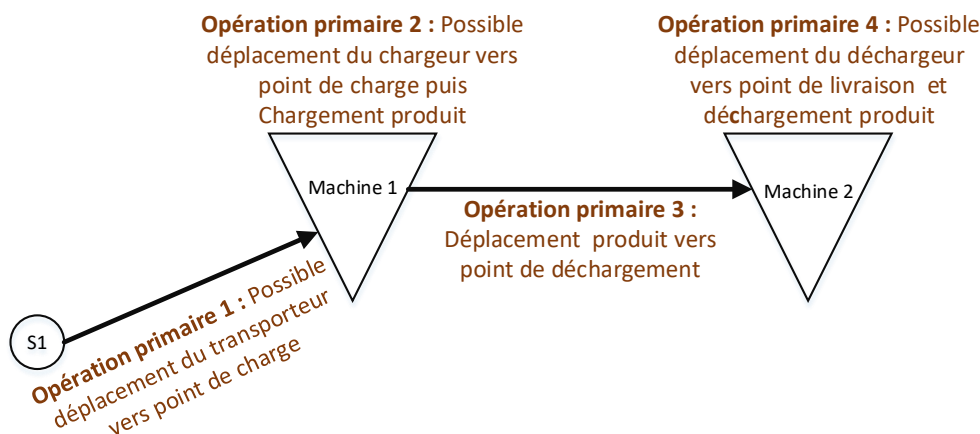 Opération primaire 2 : Possible
déplacement du chargeur vers
point de charge puis
Chargement produit
Opération primaire 4 : Possible
déplacement du déchargeur
vers point de livraison et
déchargement produit
Machine 1
Machine 2
Opération primaire 3 :
Déplacement produit vers
point de déchargement
S1
Opération primaire 1 : Possible
déplacement du transporteur
vers point de charge